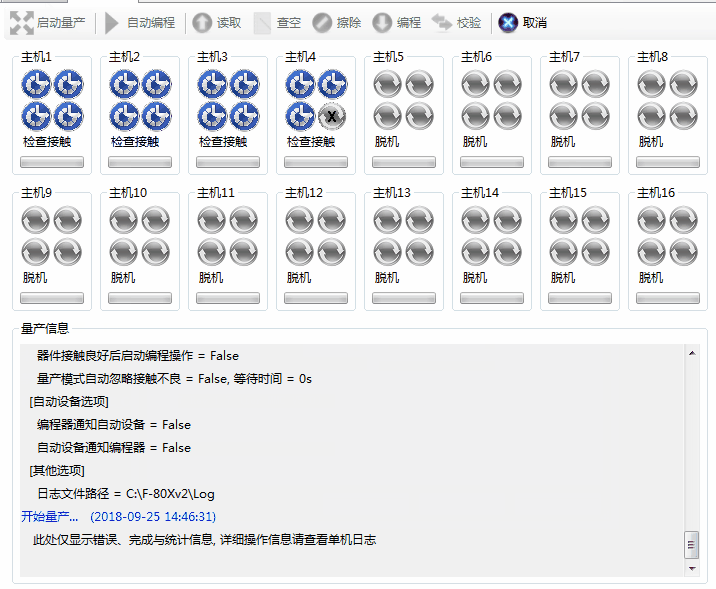 启动量产 自动编程 读取 查空 擦除 编程 校验 取消
主机1 主机2 主机3 主机4 主机5 主机6 主机7 主机8
X
检查接触 检查接触 检查接触 检查接触 脱机 脱机 脱机 脱机
主机9 主机10 主机11 主机12 主机13 主机14 主机15 主机16
脱机 脱机 脱机 脱机 脱机 脱机 脱机 脱机
量产信息
器件接触良好后启动编程操作 = False
量产模式自动忽略接触不良 = False, 等待时间 = 0s
[自动设备选项]
编程器通知自动设备 = False
自动设备通知编程器 = False
[其他选项]
日志文件路径 = C:\F-80Xv2\Log
开始量产... (2018-09-25 14:46:31)
此处仅显示错误、完成与统计信息, 详细操作信息请查看单机日志